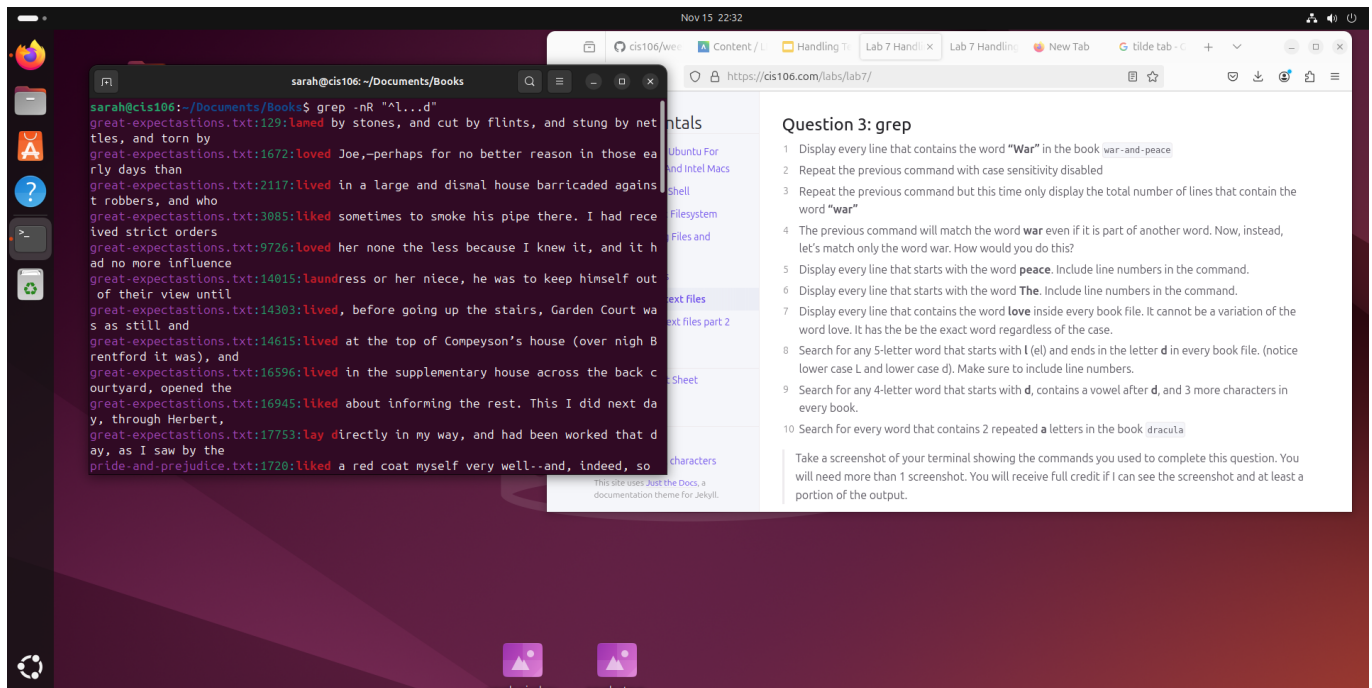 Nov 15 22:32
cis106/wee
Content / L
Handling Te
Lab 7 Handli
Lab 7 Handling
New Tab
tilde tab - G
https://cis106.com/labs/lab7/
sarah@cis106: ~/Documents/Books
sarah@cis106:~/Documents/Books$ grep -nR "^l...d"
great-expectastions.txt:129:lamed by stones, and cut by flints, and stung by net
tles, and torn by
great-expectastions.txt:1672:loved Joe,—perhaps for no better reason in those ea
rly days than
great-expectastions.txt:2117:lived in a large and dismal house barricaded agains
t robbers, and who
great-expectastions.txt:3085:liked sometimes to smoke his pipe there. I had rece
ived strict orders
great-expectastions.txt:9726:loved her none the less because I knew it, and it h
ad no more influence
great-expectastions.txt:14015:laundress or her niece, he was to keep himself out
of their view until
great-expectastions.txt:14303:lived, before going up the stairs, Garden Court wa
s as still and
great-expectastions.txt:14615:lived at the top of Compeyson’s house (over nigh B
rentford it was), and
great-expectastions.txt:16596:lived in the supplementary house across the back c
ourtyard, opened the
great-expectastions.txt:16945:liked about informing the rest. This I did next da
y, through Herbert,
great-expectastions.txt:17753:lay directly in my way, and had been worked that d
ay, as I saw by the
pride-and-prejudice.txt:1720:liked a red coat myself very well--and, indeed, so
ntals
Ubuntu For
And Intel Macs
Shell
Filesystem
Files and
ext files
ext files part 2
t Sheet
characters
This site uses Just the Docs, a
documentation theme for Jekyll.
Question 3: grep
1 Display every line that contains the word “War” in the book war-and-peace
2 Repeat the previous command with case sensitivity disabled
3 Repeat the previous command but this time only display the total number of lines that contain the
word “war”
4 The previous command will match the word war even if it is part of another word. Now, instead,
let’s match only the word war. How would you do this?
5 Display every line that starts with the word peace. Include line numbers in the command.
6 Display every line that starts with the word The. Include line numbers in the command.
7 Display every line that contains the word love inside every book file. It cannot be a variation of the
word love. It has the be the exact word regardless of the case.
8 Search for any 5-letter word that starts with l (el) and ends in the letter d in every book file. (notice
lower case L and lower case d). Make sure to include line numbers.
9 Search for any 4-letter word that starts with d, contains a vowel after d, and 3 more characters in
every book.
10 Search for every word that contains 2 repeated a letters in the book dracula
Take a screenshot of your terminal showing the commands you used to complete this question. You
will need more than 1 screenshot. You will receive full credit if I can see the screenshot and at least a
portion of the output.